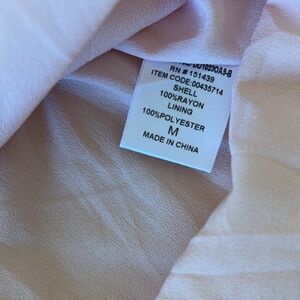 RN # 151439
ITEM CODE:00435714
SHELL
100%RAYON
LINING
100%POLYESTER
M
MADE IN CHINA